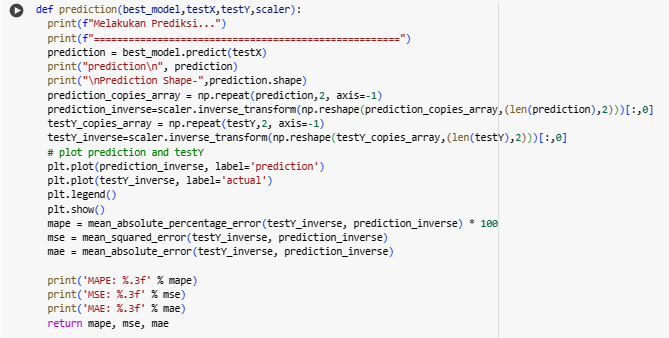 def prediction(best_model,testX,testY,scaler):
print(f"Melakukan Prediksi...")
print(f"==================================================")
prediction = best_model.predict(testX)
print("prediction\n", prediction)
print("\nPrediction Shape-",prediction.shape)
prediction_copies_array = np.repeat(prediction,2, axis=-1)
prediction_inverse=scaler.inverse_transform(np.reshape(prediction_copies_array,(len(prediction),2)))[:,0]
testY_copies_array = np.repeat(testY,2, axis=-1)
testY_inverse=scaler.inverse_transform(np.reshape(testY_copies_array,(len(testY),2)))[:,0]
# plot prediction and testY
plt.plot(prediction_inverse, label='prediction')
plt.plot(testY_inverse, label='actual')
plt.legend()
plt.show()
mape = mean_absolute_percentage_error(testY_inverse, prediction_inverse) * 100
mse = mean_squared_error(testY_inverse, prediction_inverse)
mae = mean_absolute_error(testY_inverse, prediction_inverse)
print('MAPE: %.3f' % mape)
print('MSE: %.3f' % mse)
print('MAE: %.3f' % mae)
return mape, mse, mae